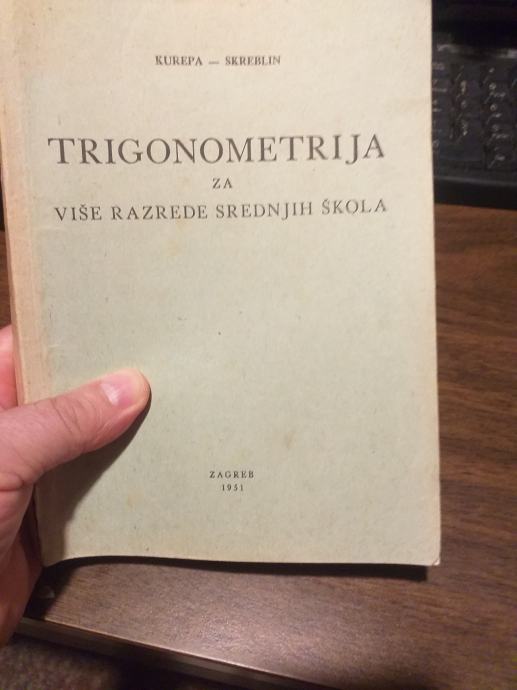 KUREPA — SKREBLIN
TRIGONOMETRIJA
ZA
VIŠE RAZREDE SREDNJIH ŠKOLA
ZAGREB
1951